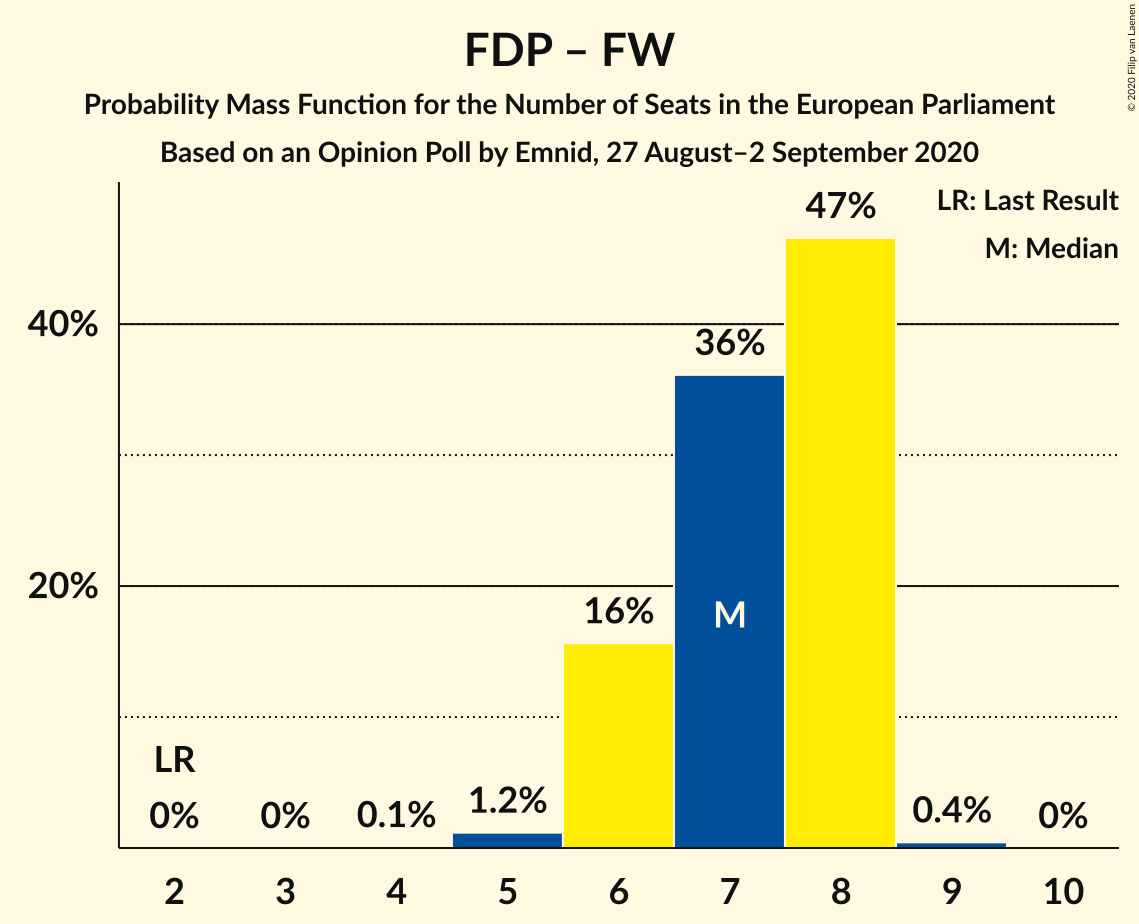 FDP – FW
Probability Mass Function for the Number of Seats in the European Parliament
Based on an Opinion Poll by Emnid, 27 August–2 September 2020
© 2020 Filip van Laenen
LR: Last Result
M: Median
47%
40%
36%
20%
16%
M
LR
0%
0%
0.1%
1.2%
0.4%
0%
2 3 4 5 6 7 8 9 10